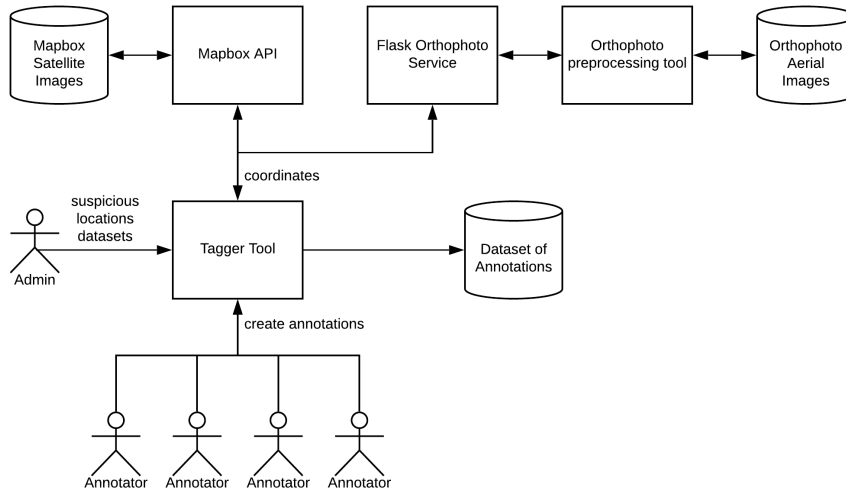 Mapbox
Satellite
Images
Mapbox API
Flask Orthophoto
Service
Orthophoto
preprocessing tool
Orthophoto
Aerial
Images
coordinates
suspicious
locations
datasets
Admin
Tagger Tool
Dataset of
Annotations
create annotations
Annotator
Annotator
Annotator
Annotator